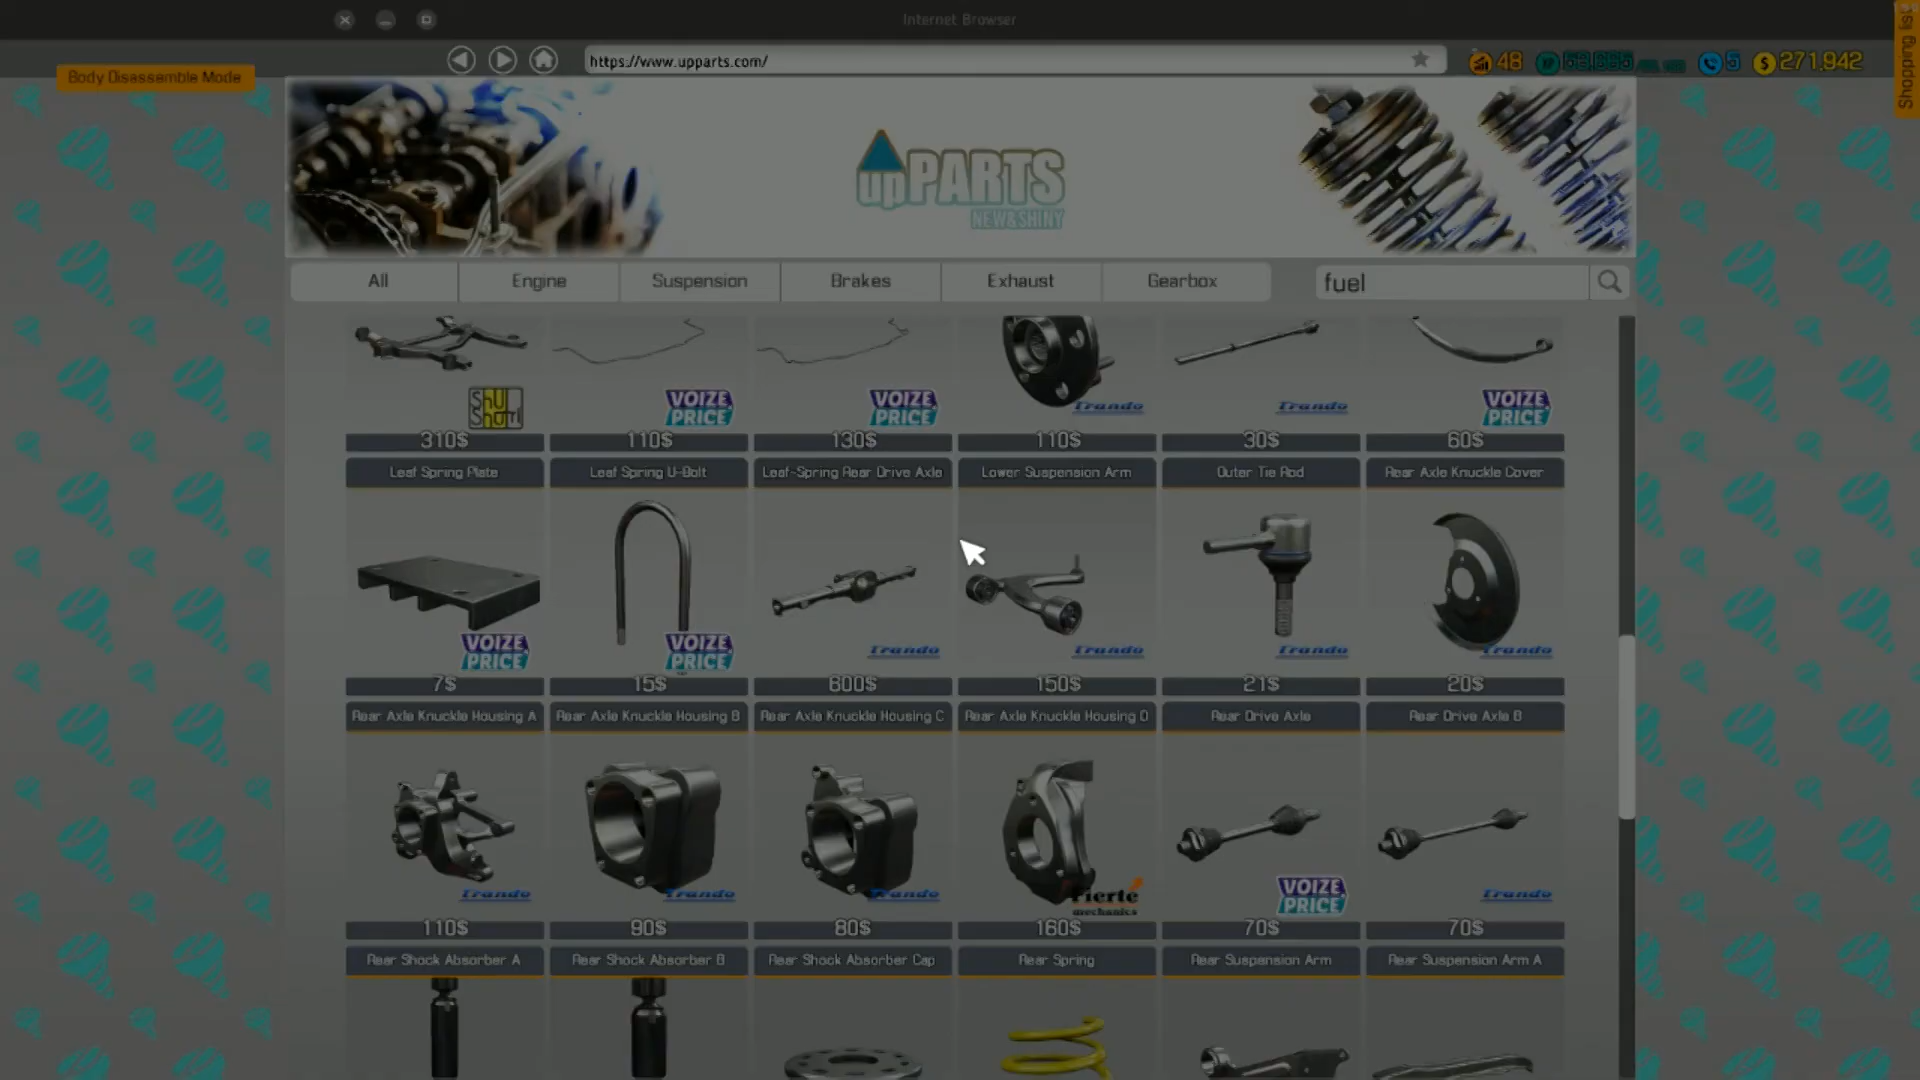 Internet Browser
https://www.upparts.com/
48
5
$ 271,942
Body Disassemble Mode
Shopping list
upPARTS
NEW&SHINY
All Engine Suspension Brakes Exhaust Gearbox fuel
VOIZE PRICE VOIZE PRICE Trando Trando VOIZE PRICE
310$ 110$ 130$ 110$ 30$ 60$
Leaf Spring Plate Leaf Spring U-Bolt Leaf-Spring Rear Drive Axle Lower Suspension Arm Outer Tie Rod Rear Axle Knuckle Cover
VOIZE PRICE VOIZE PRICE Trando Trando Trando Trando
7$ 15$ 800$ 150$ 21$ 20$
Rear Axle Knuckle Housing A Rear Axle Knuckle Housing B Rear Axle Knuckle Housing C Rear Axle Knuckle Housing D Rear Drive Axle Rear Drive Axle B
Trando Trando Trando fierte mechanics VOIZE PRICE Trando
110$ 90$ 80$ 160$ 70$ 70$
Rear Shock Absorber A Rear Shock Absorber B Rear Shock Absorber Cap Rear Spring Rear Suspension Arm Rear Suspension Arm A